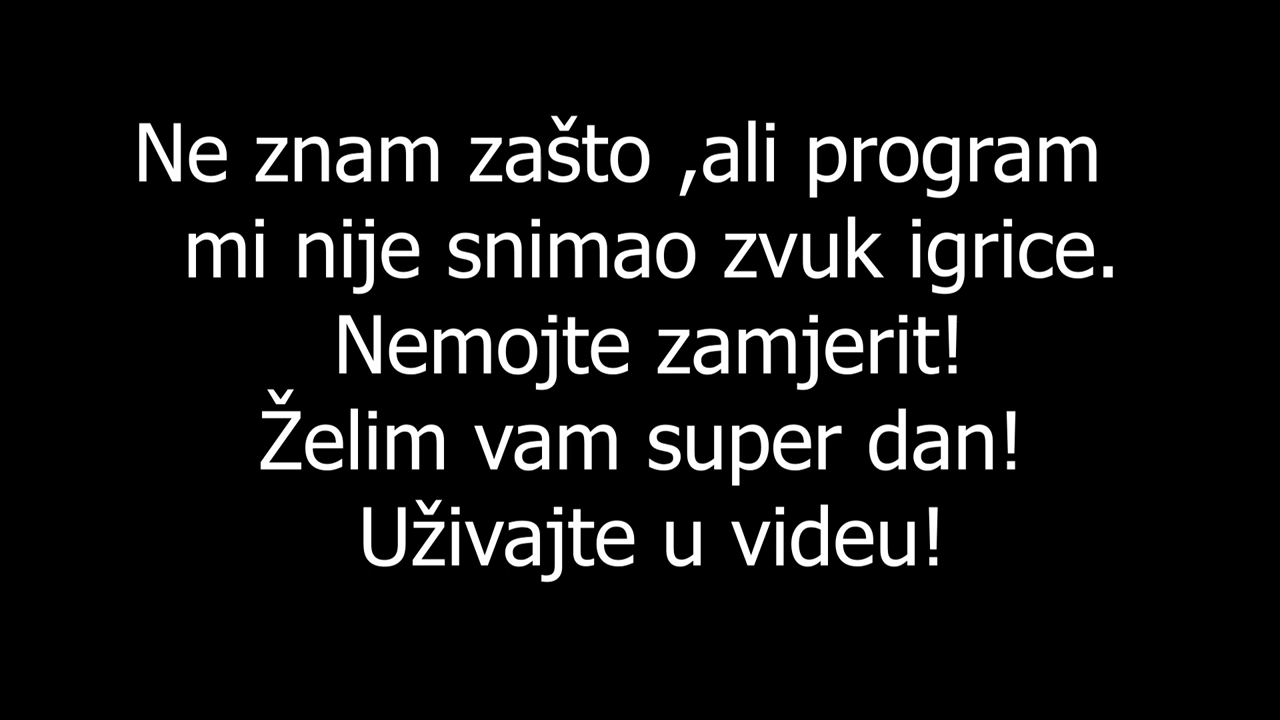 Ne znam zašto ,ali program
mi nije snimao zvuk igrice.
Nemojte zamjerit!
Želim vam super dan!
Uživajte u videu!